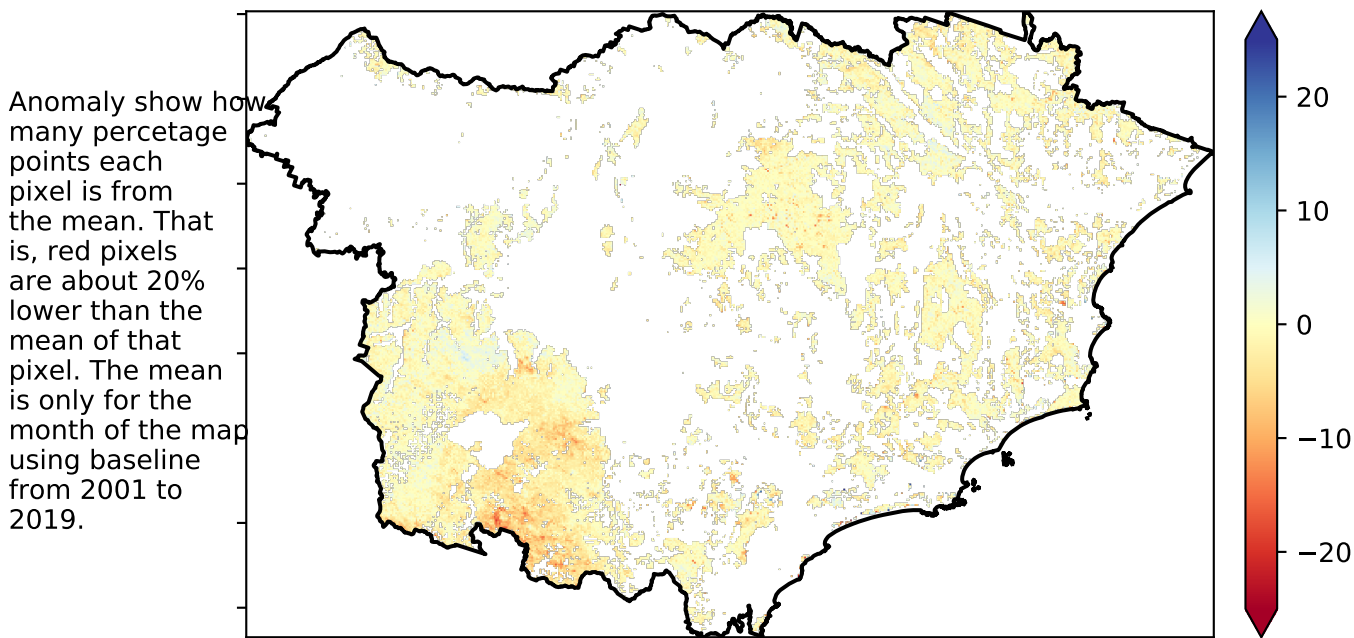 Anomaly show how
many percetage
points each
pixel is from
the mean. That
is, red pixels
are about 20%
lower than the
mean of that
pixel. The mean
is only for the
month of the map
using baseline
from 2001 to
2019.
20
10
0
−10
−20